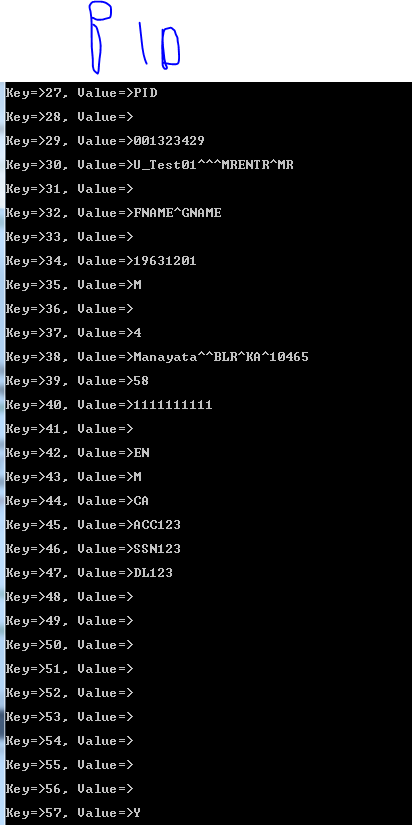 PID
Key=>27, Value=>PID
Key=>28, Value=>
Key=>29, Value=>001323429
Key=>30, Value=>U_Test01^^^MRENTR^MR
Key=>31, Value=>
Key=>32, Value=>FNAME^GNAME
Key=>33, Value=>
Key=>34, Value=>19631201
Key=>35, Value=>M
Key=>36, Value=>
Key=>37, Value=>4
Key=>38, Value=>Manayata^^BLR^KA^10465
Key=>39, Value=>58
Key=>40, Value=>1111111111
Key=>41, Value=>
Key=>42, Value=>EN
Key=>43, Value=>M
Key=>44, Value=>CA
Key=>45, Value=>ACC123
Key=>46, Value=>SSN123
Key=>47, Value=>DL123
Key=>48, Value=>
Key=>49, Value=>
Key=>50, Value=>
Key=>51, Value=>
Key=>52, Value=>
Key=>53, Value=>
Key=>54, Value=>
Key=>55, Value=>
Key=>56, Value=>
Key=>57, Value=>Y